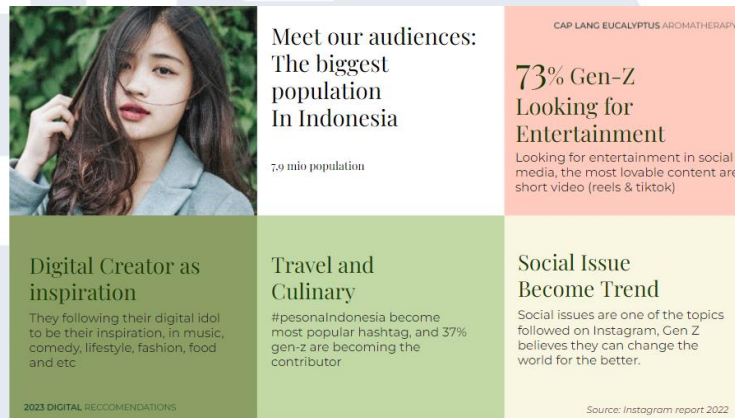 Meet our audiences:
The biggest
population
In Indonesia
7,9 mio population
CAP LANG EUCALYPTUS AROMATHERAPY
73% Gen-Z
Looking for
Entertainment
Looking for entertainment in social
media, the most lovable content are
short video (reels & tiktok)
Digital Creator as
inspiration
They following their digital idol
to be their inspiration, in music,
comedy, lifestyle, fashion, food
and etc
Travel and
Culinary
#pesonaIndonesia become
most popular hashtag, and 37%
gen-z are becoming the
contributor
Social Issue
Become Trend
Social issues are one of the topics
followed on Instagram, Gen Z
believes they can change the
world for the better.
2023 DIGITAL RECCOMENDATIONS
Source: Instagram report 2022